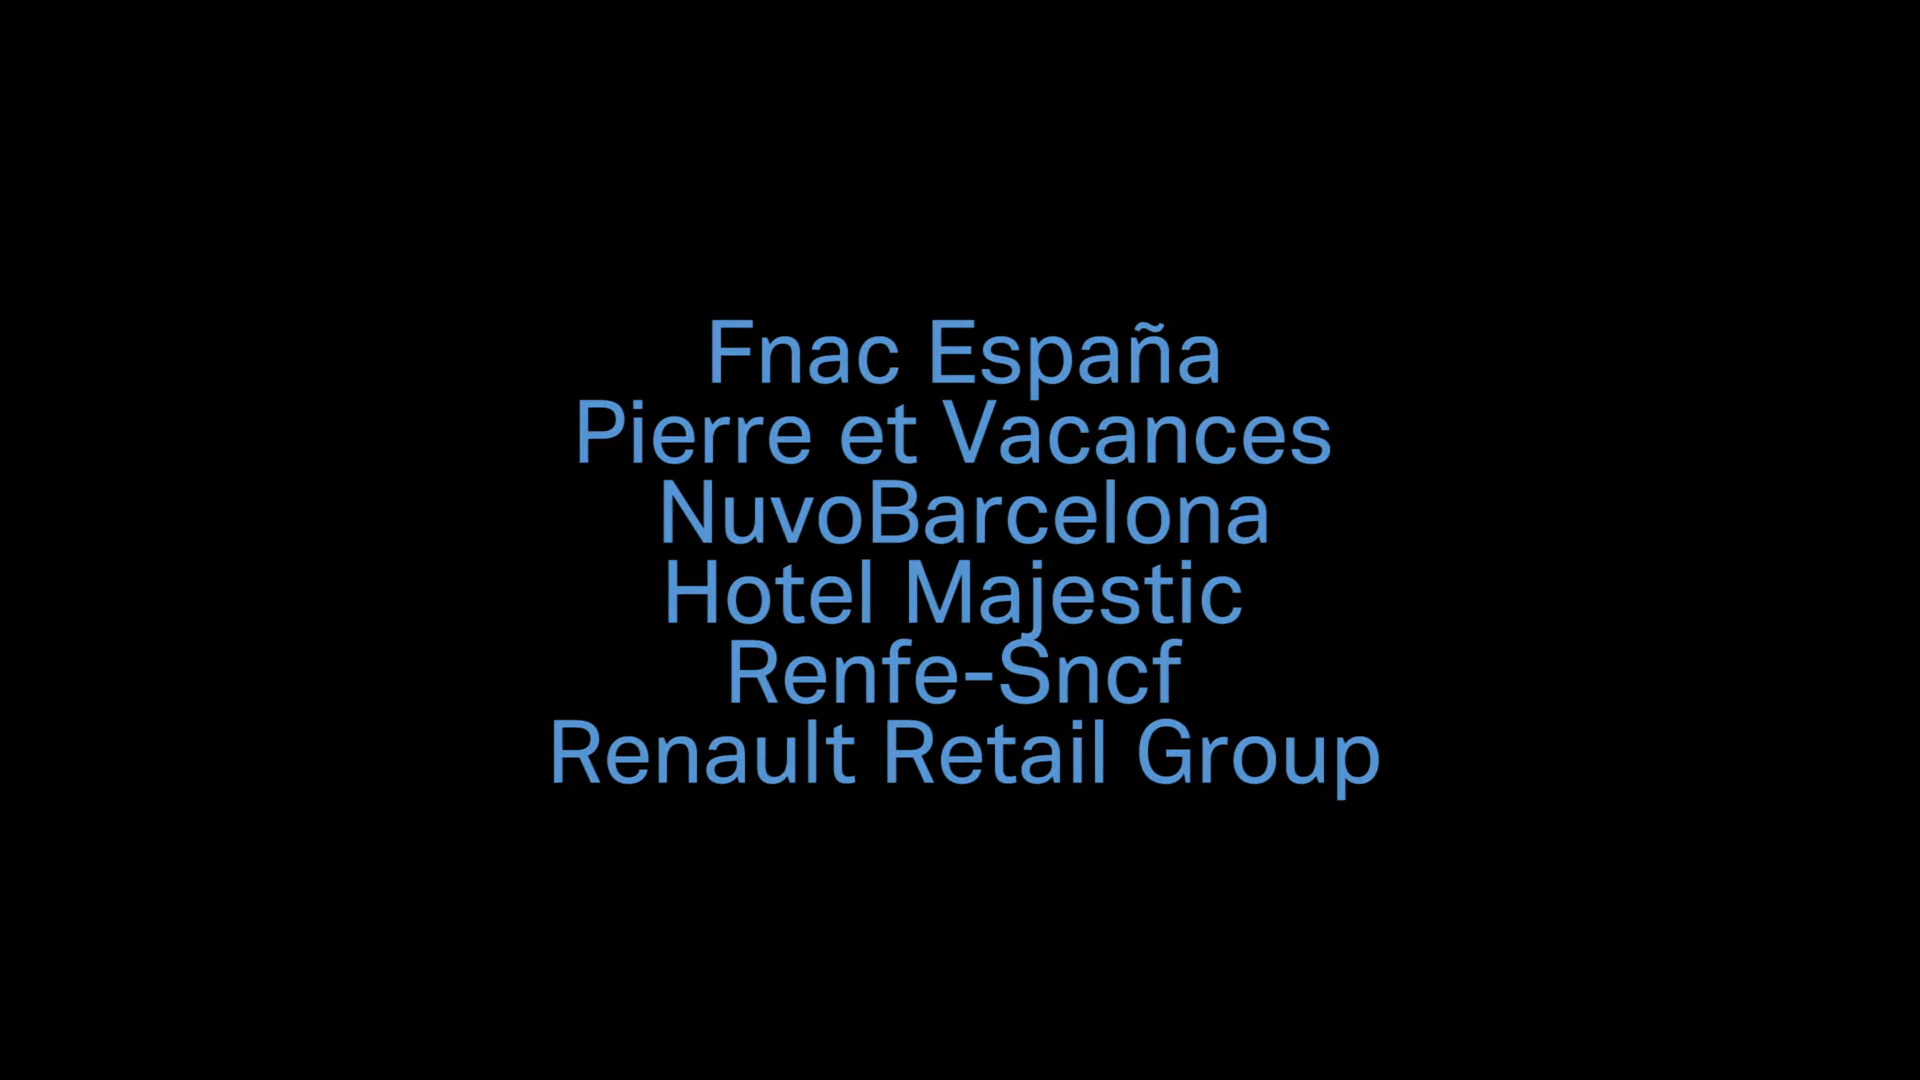 Fnac España
Pierre et Vacances
NuvoBarcelona
Hotel Majestic
Renfe-Sncf
Renault Retail Group